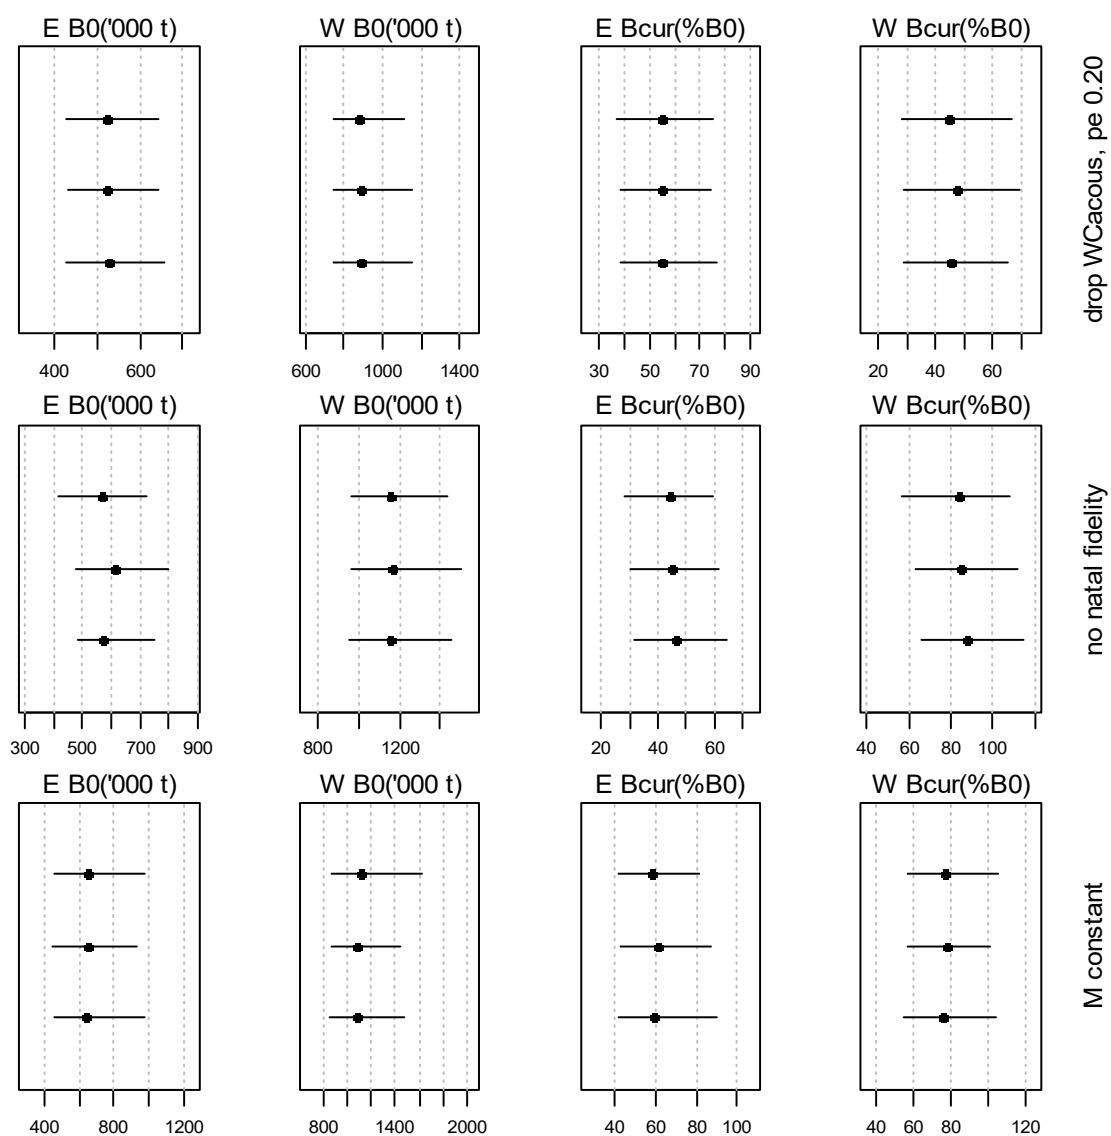 E B0('000 t) W B0('000 t) E Bcur(%B0) W Bcur(%B0)
drop WCacous, pe 0.20
400 600 600 1000 1400 30 50 70 90 20 40 60
E B0('000 t) W B0('000 t) E Bcur(%B0) W Bcur(%B0)
no natal fidelity
300 500 700 900 800 1200 20 40 60 40 60 80 100
E B0('000 t) W B0('000 t) E Bcur(%B0) W Bcur(%B0)
M constant
400 800 1200 800 1400 2000 40 60 80 100 40 60 80 120